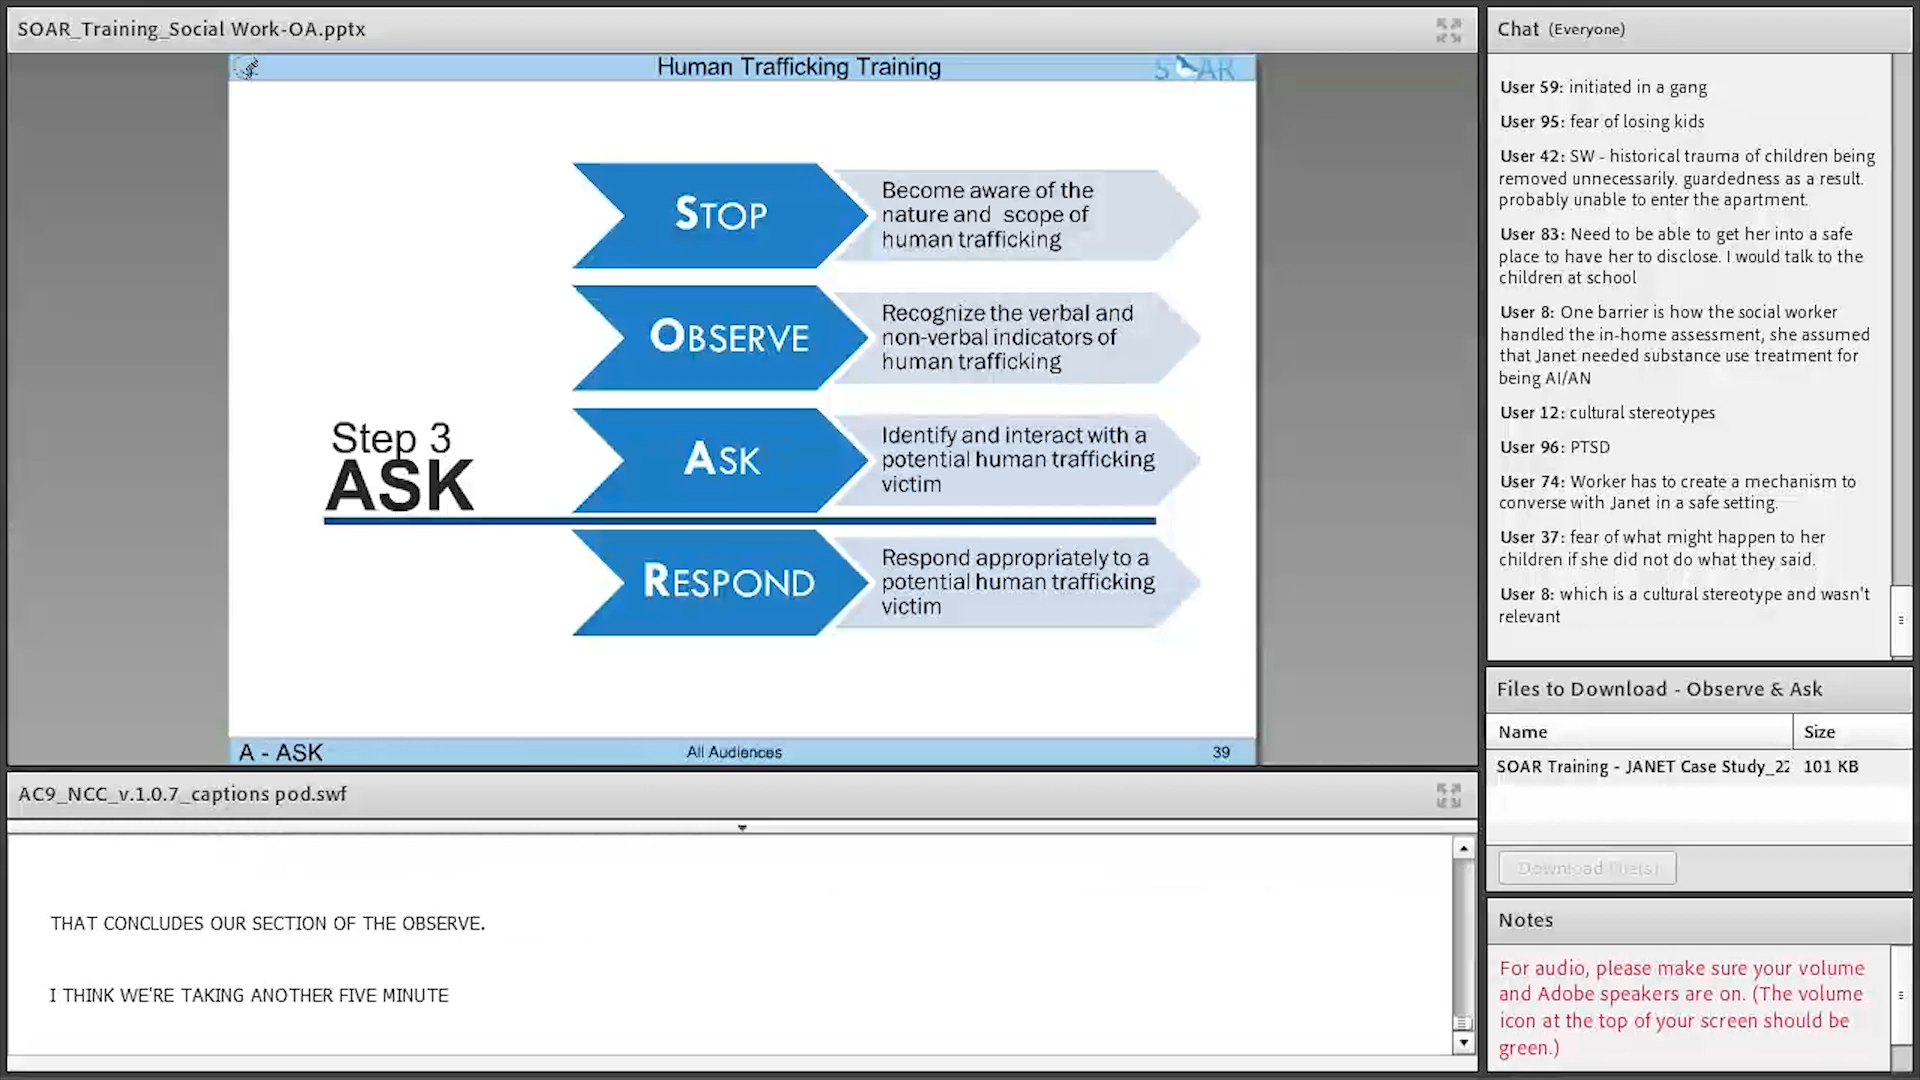 SOAR_Training_Social Work-OA.pptx
Human Trafficking Training
SOAR
STOP
Become aware of the
nature and scope of
human trafficking
OBSERVE
Recognize the verbal and
non-verbal indicators of
human trafficking
Step 3
ASK
ASK
Identify and interact with a
potential human trafficking
victim
RESPOND
Respond appropriately to a
potential human trafficking
victim
A - ASK
All Audiences
39
AC9_NCC_v.1.0.7_captions pod.swf
THAT CONCLUDES OUR SECTION OF THE OBSERVE.
I THINK WE'RE TAKING ANOTHER FIVE MINUTE
Chat (Everyone)
User 59: initiated in a gang
User 95: fear of losing kids
User 42: SW - historical trauma of children being
removed unnecessarily. guardedness as a result.
probably unable to enter the apartment.
User 83: Need to be able to get her into a safe
place to have her to disclose. I would talk to the
children at school
User 8: One barrier is how the social worker
handled the in-home assessment, she assumed
that Janet needed substance use treatment for
being AI/AN
User 12: cultural stereotypes
User 96: PTSD
User 74: Worker has to create a mechanism to
converse with Janet in a safe setting.
User 37: fear of what might happen to her
children if she did not do what they said.
User 8: which is a cultural stereotype and wasn't
relevant
Files to Download - Observe & Ask
Name
Size
SOAR Training - JANET Case Study_22
101 KB
Download File(s)
Notes
For audio, please make sure your volume
and Adobe speakers are on. (The volume
icon at the top of your screen should be
green.)